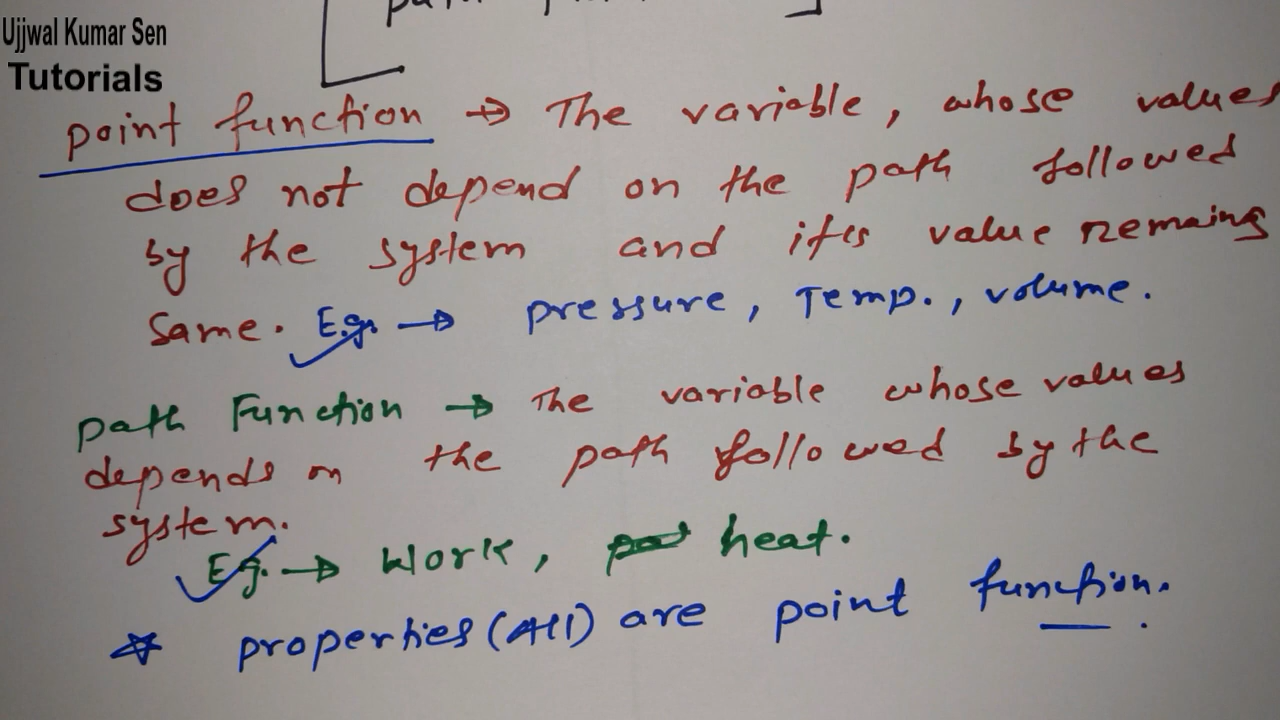 Ujjwal Kumar Sen
Tutorials
point function → The variable, whose values
does not depend on the path followed
by the system and it's value remains
same. E.g. → pressure, Temp., volume.
path Function → The variable whose values
depends on the path followed by the
system.
Eg. → Work, heat.
☆ properties (All) are point function.